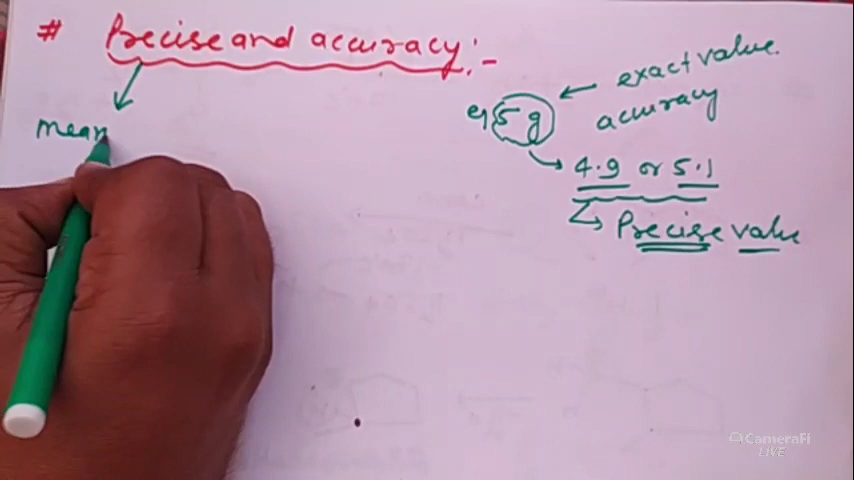 # Precise and accuracy :-
mean
eg 5 g ← exact value.
accuracy
4.9 or 5.1
Precise value
CameraFi
LIVE